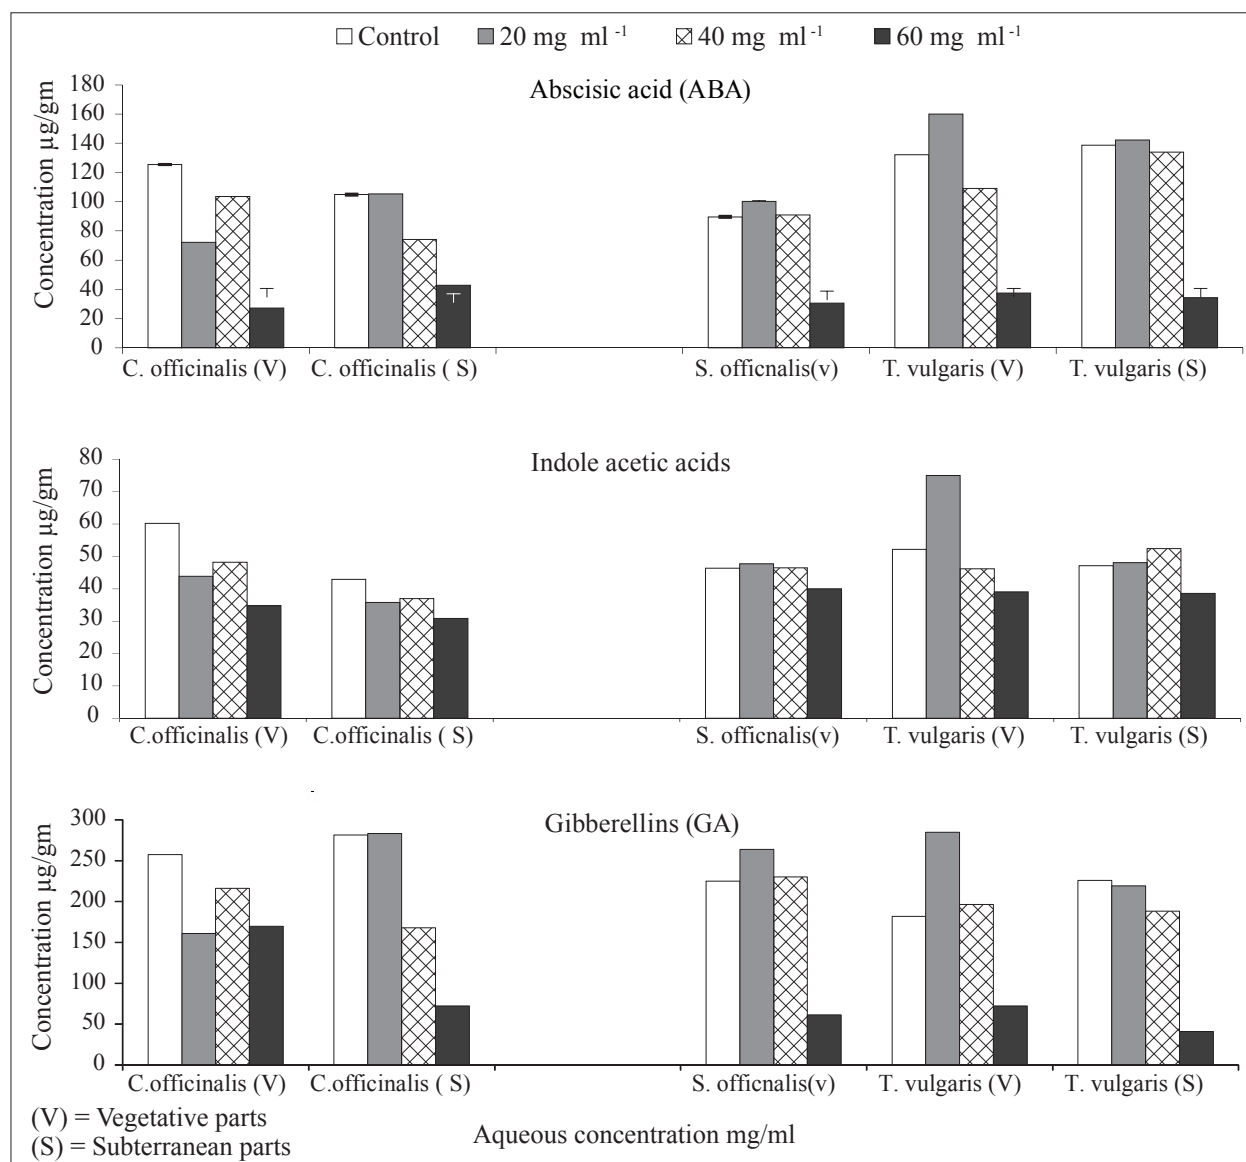 Control 20 mg ml -1 40 mg ml-1 60 mg ml-1
Abscisic acid (ABA)
Concentration µg/gm
180
160
140
120
100
80
60
40
20
0
C. officinalis (V) C. officinalis ( S) S. officnalis(v) T. vulgaris (V) T. vulgaris (S)
Indole acetic acids
Concentration µg/gm
80
70
60
50
40
30
20
10
0
C.officinalis (V) C.officinalis ( S) S. officnalis(v) T. vulgaris (V) T. vulgaris (S)
Gibberellins (GA)
Concentration µg/gm
300
250
200
150
100
50
0
C.officinalis (V) C.officinalis ( S) S. officnalis(v) T. vulgaris (V) T. vulgaris (S)
(V) = Vegetative parts
(S) = Subterranean parts
Aqueous concentration mg/ml